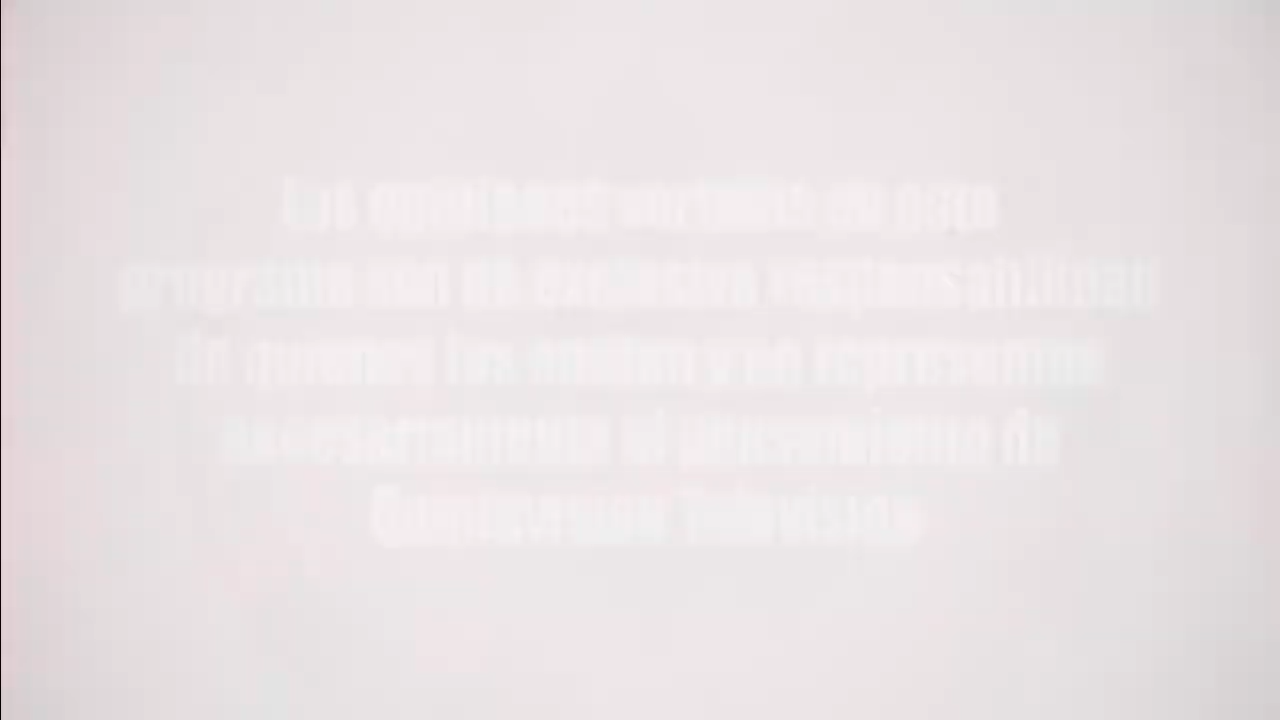 Las opiniones vertidas en este
programa son de exclusiva responsabilidad
de quienes las emiten y no representan
necesariamente el pensamiento de